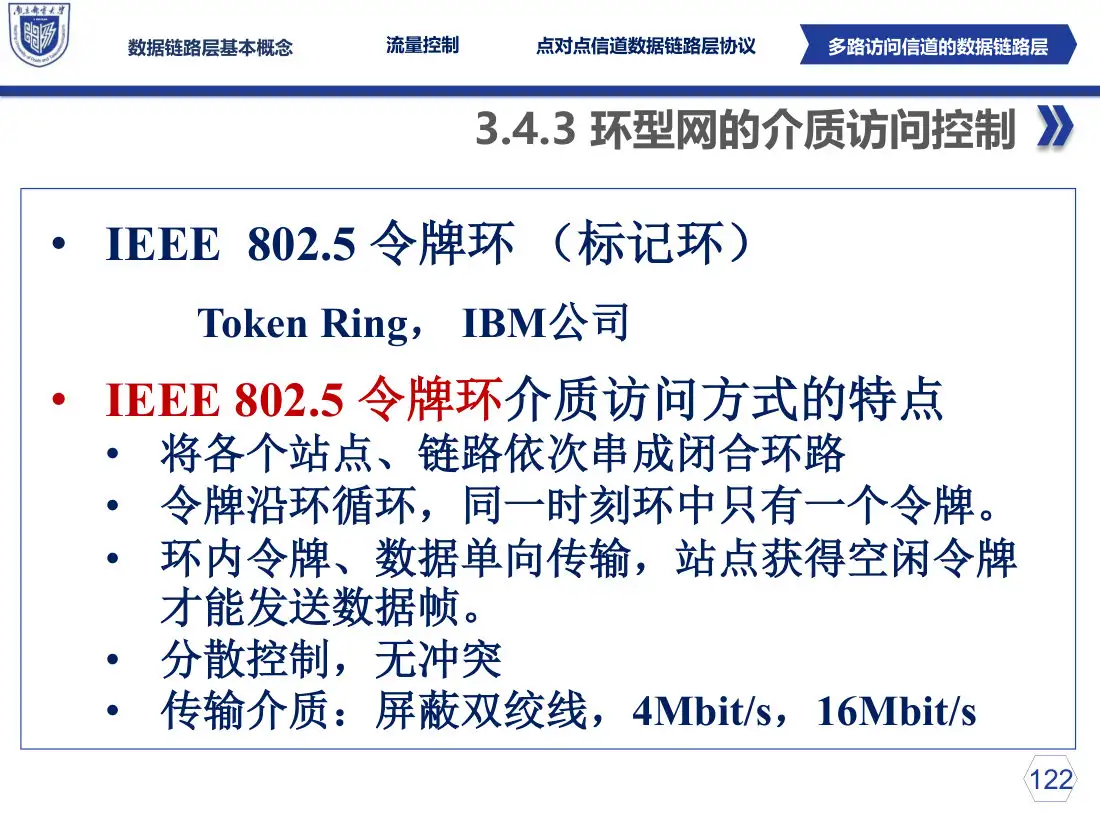 南京邮电大学
数据链路层基本概念
流量控制
点对点信道数据链路层协议
多路访问信道的数据链路层
3.4.3 环型网的介质访问控制
• IEEE 802.5 令牌环 （标记环）
Token Ring， IBM公司
• IEEE 802.5 令牌环介质访问方式的特点
• 将各个站点、链路依次串成闭合环路
• 令牌沿环循环，同一时刻环中只有一个令牌。
• 环内令牌、数据单向传输，站点获得空闲令牌
才能发送数据帧。
• 分散控制，无冲突
• 传输介质：屏蔽双绞线，4Mbit/s，16Mbit/s
122